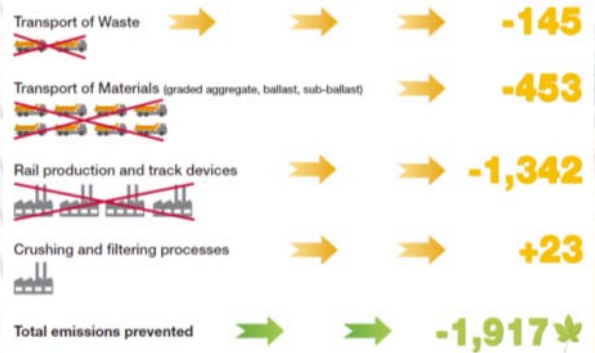 Transport of Waste -145
Transport of Materials (graded aggregate, ballast, sub-ballast) -453
Rail production and track devices -1,342
Crushing and filtering processes +23
Total emissions prevented -1,917